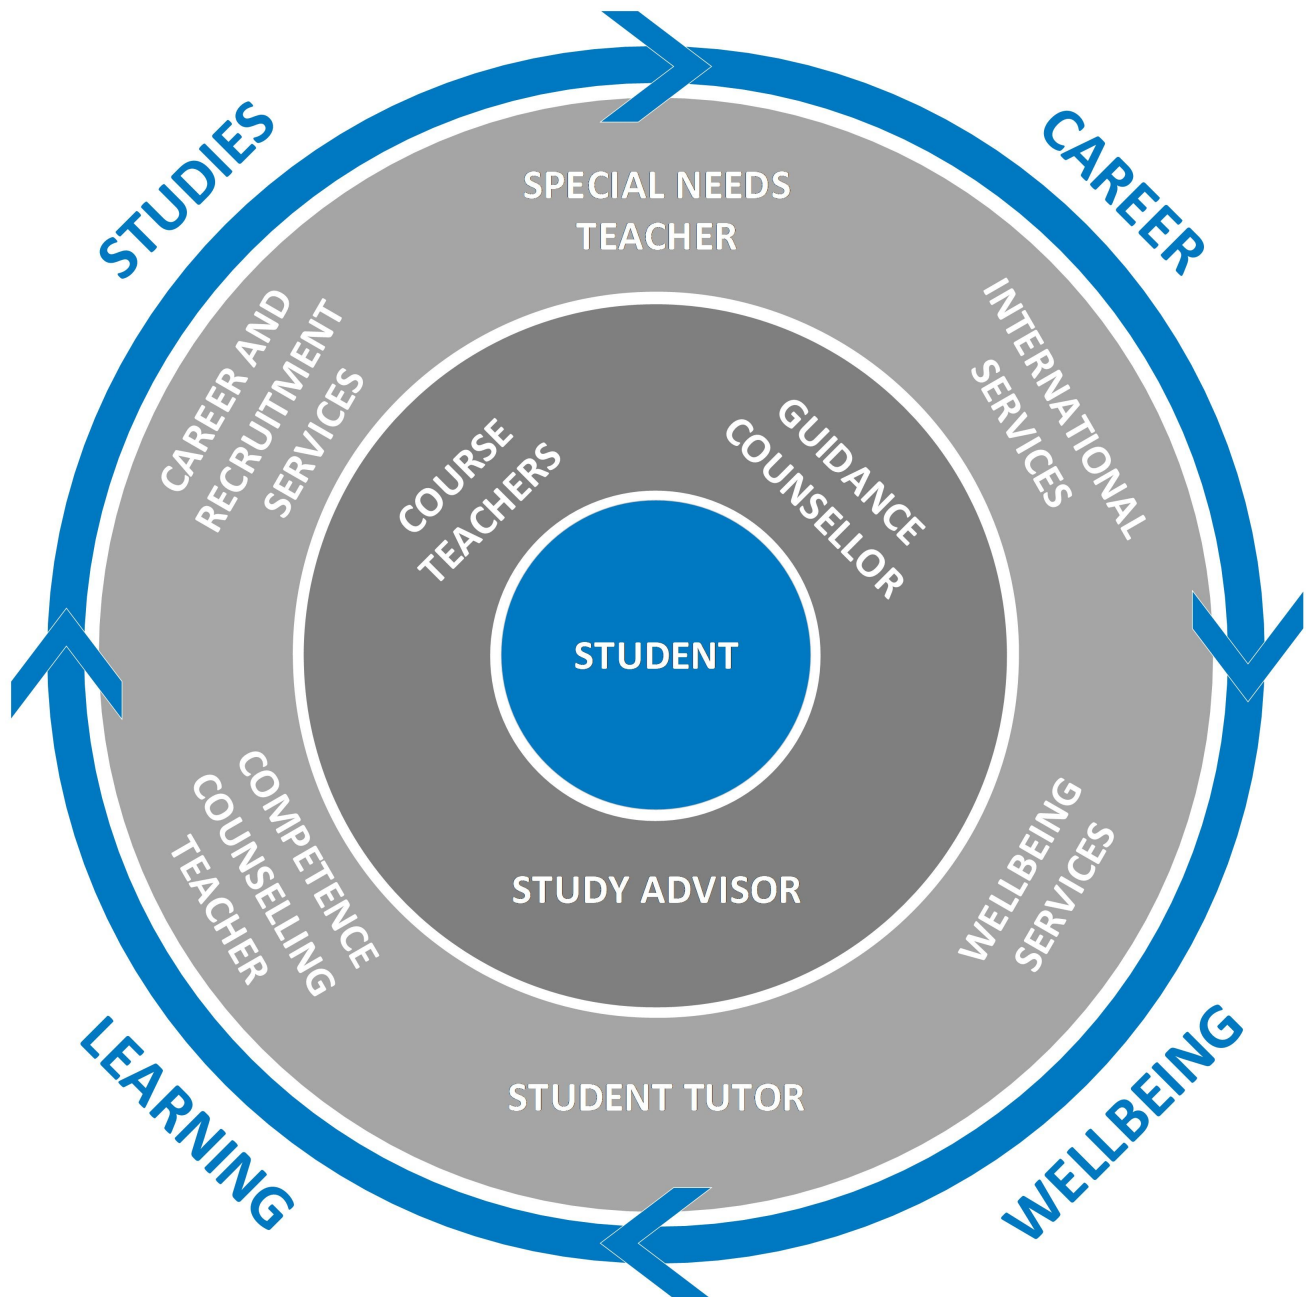 STUDIES
CAREER
SPECIAL NEEDS
TEACHER
CAREER AND
RECRUITMENT
SERVICES
INTERNATIONAL
SERVICES
COURSE
TEACHERS
GUIDANCE
COUNSELLOR
STUDENT
STUDY ADVISOR
COMPETENCE
COUNSELLING
TEACHER
WELLBEING
SERVICES
STUDENT TUTOR
LEARNING
WELLBEING